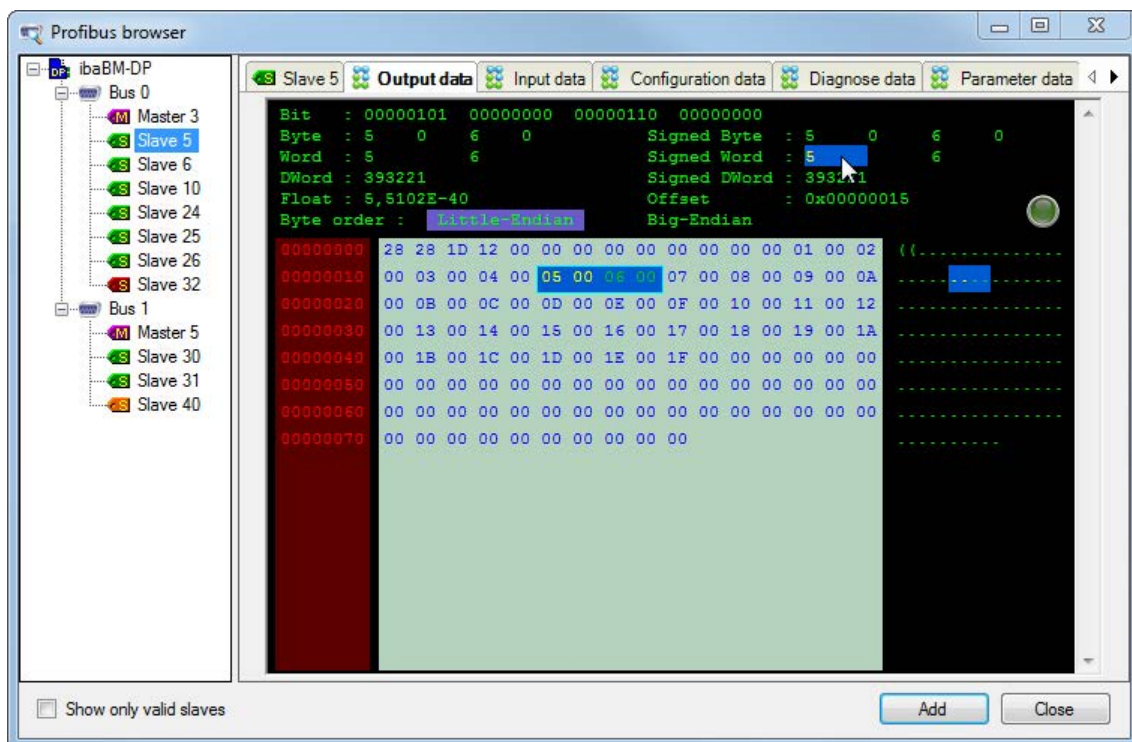 Profibus browser
ibaBM-DP
Bus 0
Master 3
Slave 5
Slave 6
Slave 10
Slave 24
Slave 25
Slave 26
Slave 32
Bus 1
Master 5
Slave 30
Slave 31
Slave 40
Slave 5 Output data Input data Configuration data Diagnose data Parameter data
Bit : 00000101 00000000 00000110 00000000
Byte : 5 0 6 0 Signed Byte : 5 0 6 0
Word : 5 6 Signed Word : 5 6
DWord : 393221 Signed DWord : 393221
Float : 5,5102E-40 Offset : 0x00000015
Byte order : Little-Endian Big-Endian
00000000 28 28 1D 12 00 00 00 00 00 00 00 00 00 01 00 02 ((..............
00000010 00 03 00 04 00 05 00 06 00 07 00 08 00 09 00 0A ................
00000020 00 0B 00 0C 00 0D 00 0E 00 0F 00 10 00 11 00 12 ................
00000030 00 13 00 14 00 15 00 16 00 17 00 18 00 19 00 1A ................
00000040 00 1B 00 1C 00 1D 00 1E 00 1F 00 00 00 00 00 00 ................
00000050 00 00 00 00 00 00 00 00 00 00 00 00 00 00 00 00 ................
00000060 00 00 00 00 00 00 00 00 00 00 00 00 00 00 00 00 ................
00000070 00 00 00 00 00 00 00 00 00 00 ..........
Show only valid slaves
Add
Close